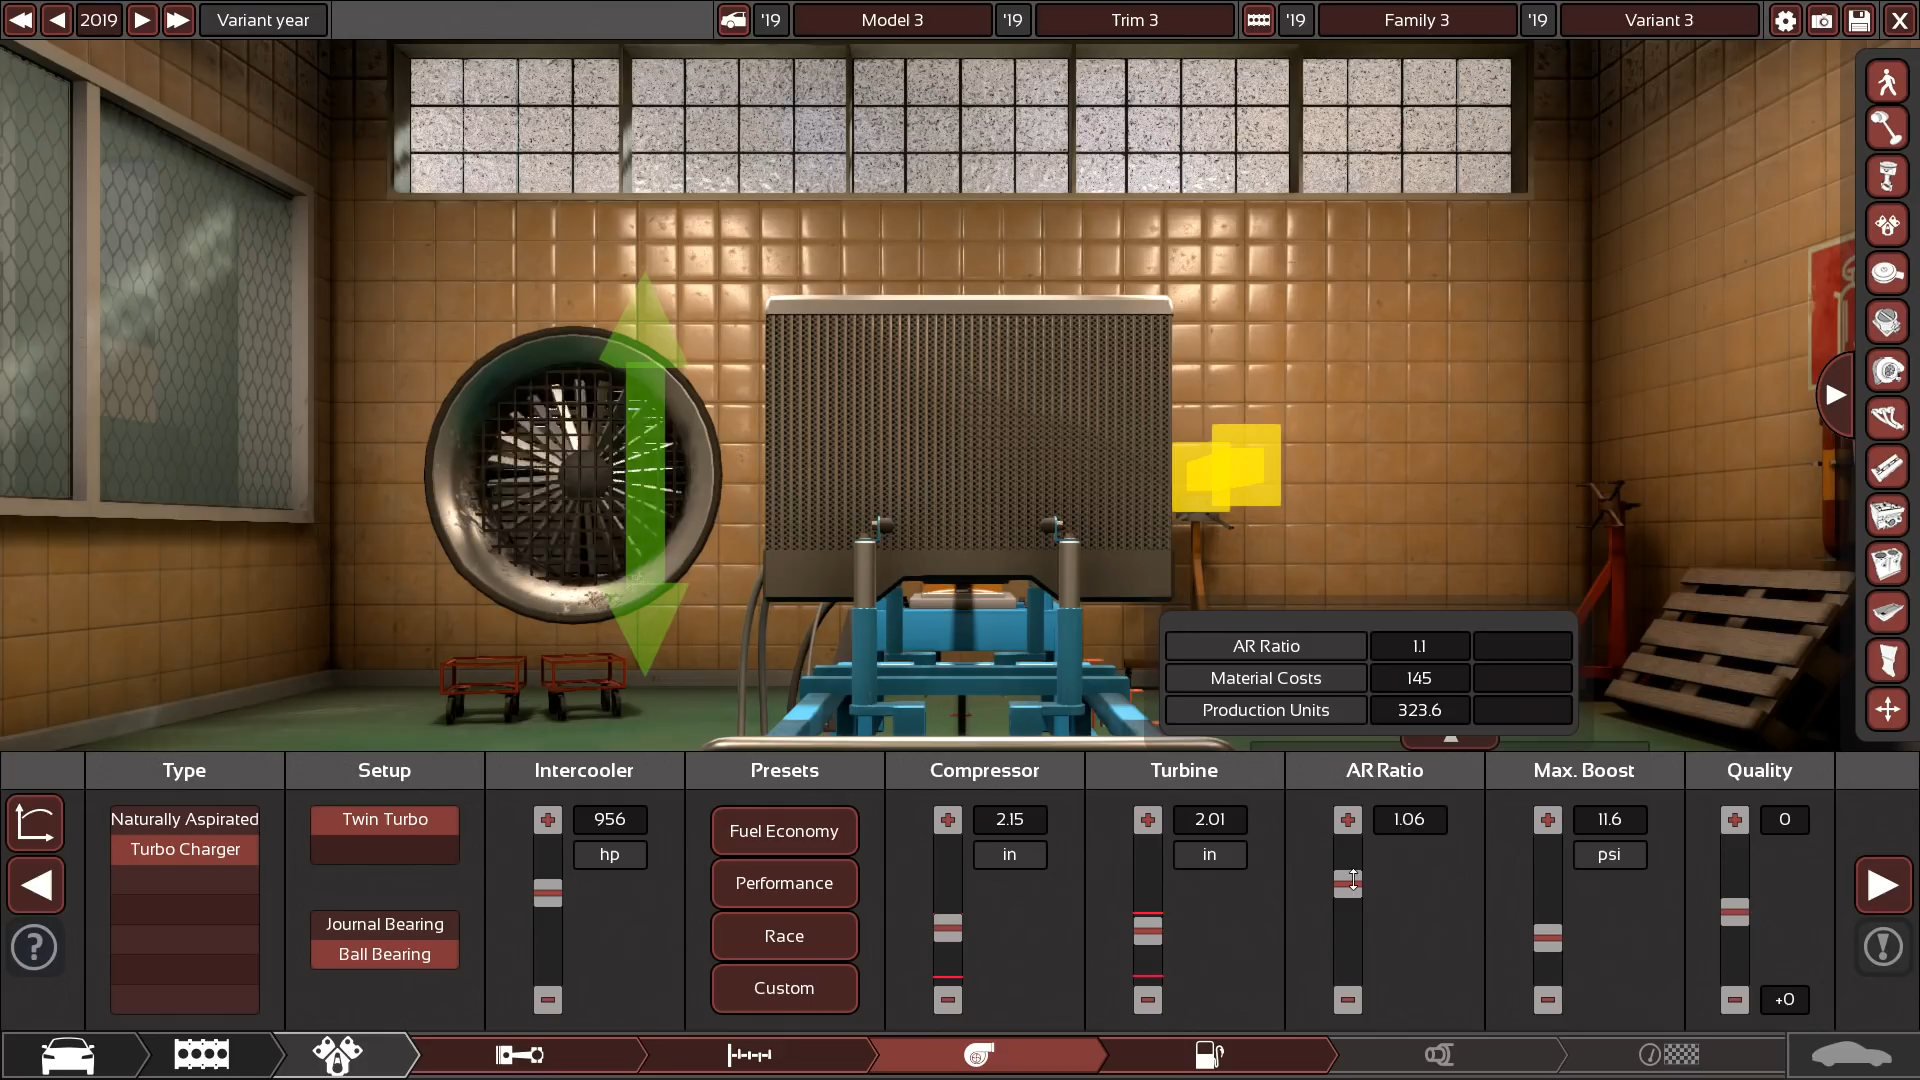 2019
Variant year
'19
Model 3
'19
Trim 3
'19
Family 3
'19
Variant 3
AR Ratio 1.1
Material Costs 145
Production Units 323.6
Type
Setup
Intercooler
Presets
Compressor
Turbine
AR Ratio
Max. Boost
Quality
Naturally Aspirated
Turbo Charger
Twin Turbo
Journal Bearing
Ball Bearing
956
hp
Fuel Economy
Performance
Race
Custom
2.15
in
2.01
in
1.06
11.6
psi
0
+0